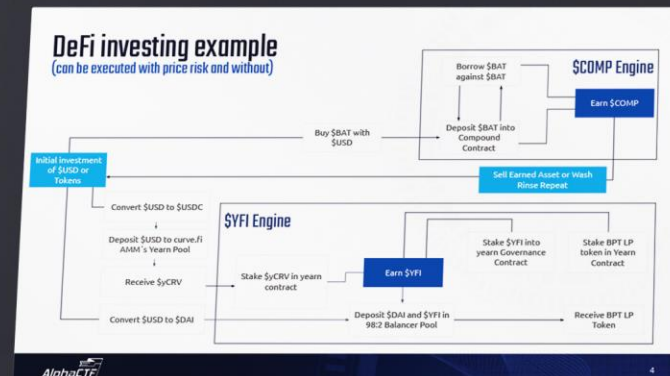 DeFi investing example
(can be executed with price risk and without)
$COMP Engine
Borrow $BAT
against $BAT
Earn $COMP
Buy $BAT with
$USD
Deposit $BAT into
Compound
Contract
Initial investment
of $USD or
Tokens
Sell Earned Asset or Wash
Rinse Repeat
Convert $USD to $USDC
$YFI Engine
Deposit $USD to curve.fi
AMM´s Yearn Pool
Stake $YFI into
yearn Governance
Contract
Stake BPT LP
token in Yearn
Contract
Receive $yCRV
Stake $yCRV in yearn
contract
Earn $YFI
Convert $USD to $DAI
Deposit $DAI and $YFI in
98:2 Balancer Pool
Receive BPT LP
Token
AlphaCTF
4